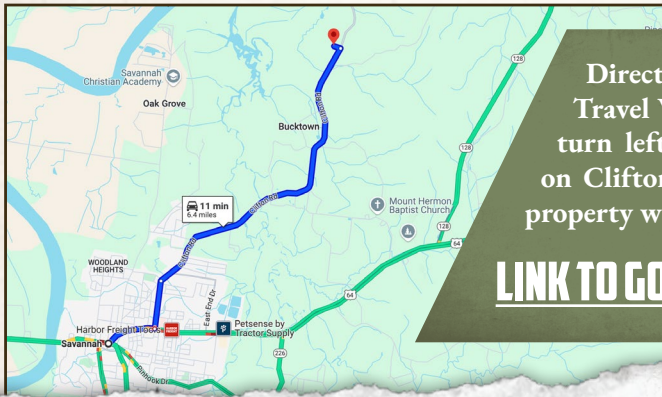 Savannah
Christian Academy
Oak Grove
Bucktown
128
128
128
Mount Hermon
Baptist Church
11 min
6.4 miles
64
64
WOODLAND
HEIGHTS
East End Dr
Harbor Freight Tools
Petsense by
Tractor Supply
Savannah
226
Pinhook Dr
Direct
Travel
turn left
on Clifton
property w
LINK TO GO